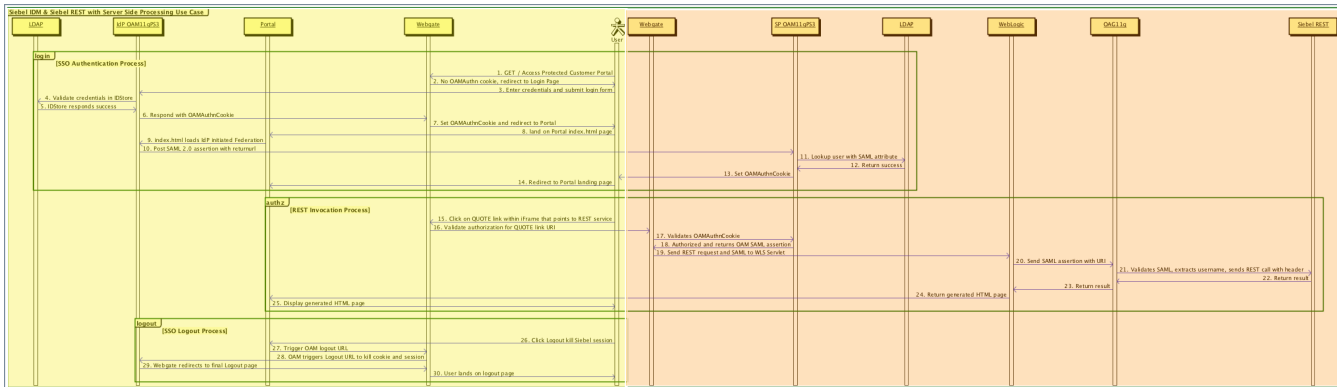 Siebel IDM & Siebel REST with Server Side Processing Use Case
LDAP
IdP OAM11gPS3
Portal
Webgate
User
Webgate
SP OAM11gPS3
LDAP
WebLogic
OAG11g
Siebel REST
login
[SSO Authentication Process]
1. GET / Access Protected Customer Portal
2. No OAMAuthn cookie, redirect to Login Page
3. Enter credentials and submit login form
4. Validate credentials in IDStore
5. IDStore responds success
6. Respond with OAMAuthnCookie
7. Set OAMAuthnCookie and redirect to Portal
8. land on Portal index.html page
9. index.html loads IdP initiated Federation
10. Post SAML 2.0 assertion with returnurl
11. Lookup user with SAML attribute
12. Return success
13. Set OAMAuthnCookie
14. Redirect to Portal landing page
authz
[REST Invocation Process]
15. Click on QUOTE link within iFrame that points to REST service
16. Validate authorization for QUOTE link URI
17. Validates OAMAuthnCookie
18. Authorized and returns OAM SAML assertion
19. Send REST request and SAML to WLS Servlet
20. Send SAML assertion with URI
21. Validates SAML, extracts username, sends REST call with header
22. Return result
23. Return result
24. Return generated HTML page
25. Display generated HTML page
logout
[SSO Logout Process]
26. Click Logout kill Siebel session
27. Trigger OAM logout URL
28. OAM triggers Logout URL to kill cookie and session
29. Webgate redirects to final Logout page
30. User lands on logout page